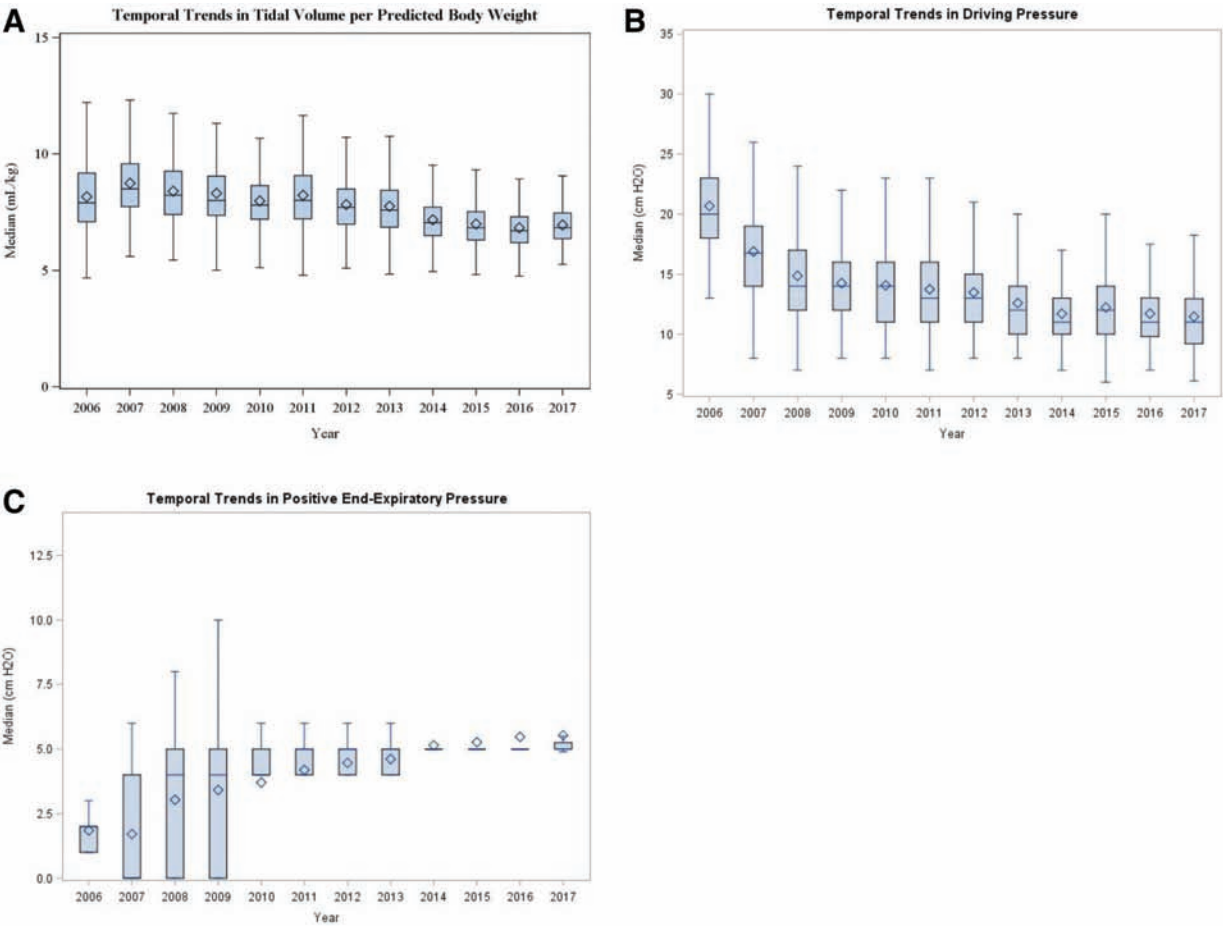 A
Temporal Trends in Tidal Volume per Predicted Body Weight
15
10
5
0
Median (mL/kg)
2006 2007 2008 2009 2010 2011 2012 2013 2014 2015 2016 2017
Year
B
Temporal Trends in Driving Pressure
35
30
25
20
15
10
5
Median (cm H2O)
2006 2007 2008 2009 2010 2011 2012 2013 2014 2015 2016 2017
Year
C
Temporal Trends in Positive End-Expiratory Pressure
12.5
10.0
7.5
5.0
2.5
0.0
Median (cm H2O)
2006 2007 2008 2009 2010 2011 2012 2013 2014 2015 2016 2017
Year